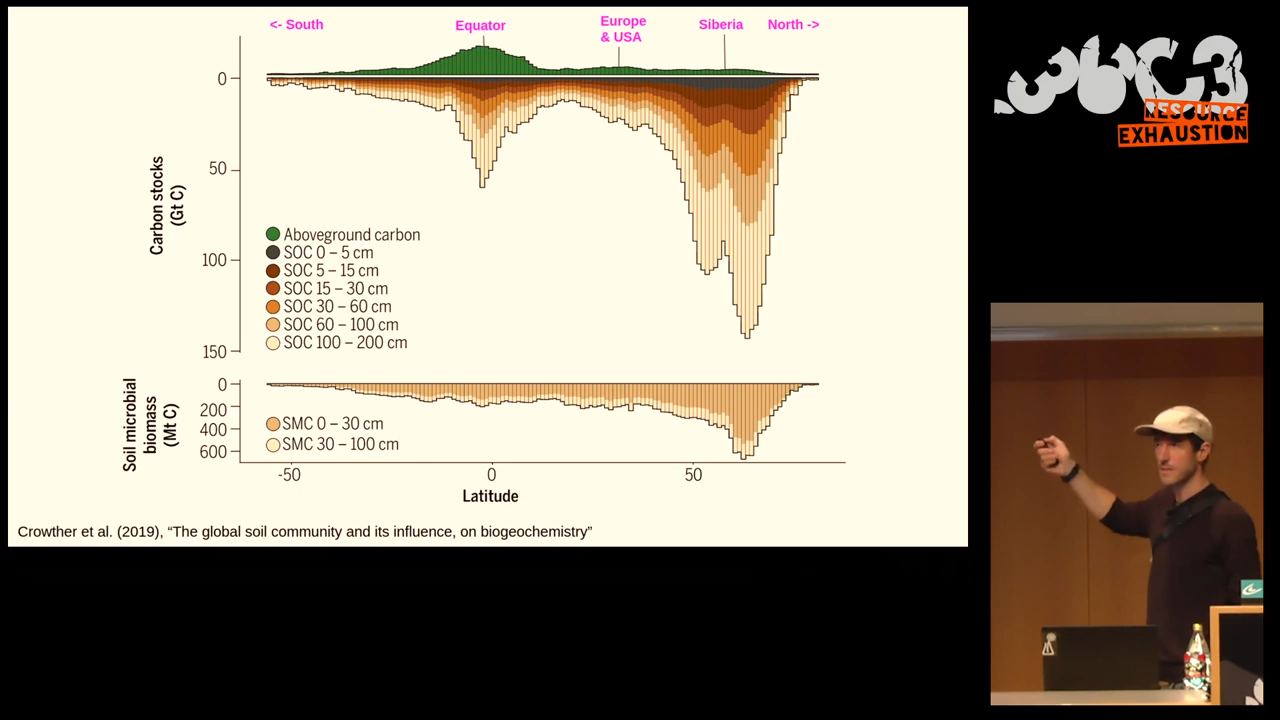 <- South
Equator
Europe
& USA
Siberia
North ->
0
50
100
150
Carbon stocks
(Gt C)
Aboveground carbon
SOC 0 – 5 cm
SOC 5 – 15 cm
SOC 15 – 30 cm
SOC 30 – 60 cm
SOC 60 – 100 cm
SOC 100 – 200 cm
0
200
400
600
Soil microbial
biomass
(Mt C)
SMC 0 – 30 cm
SMC 30 – 100 cm
-50
0
50
Latitude
Crowther et al. (2019), “The global soil community and its influence, on biogeochemistry”
36C3
RESOURCE
EXHAUSTION